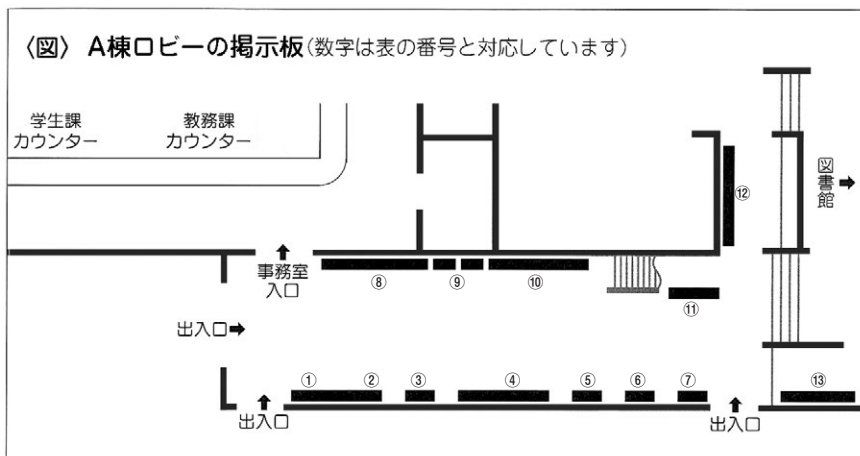 〈図〉 A棟ロビーの掲示板(数字は表の番号と対応しています)
学生課
カウンター
教務課
カウンター
図書館➡
⑫
⬆
事務室
入口
⑧
⑨
⑩
⑪
出入口➡
①
②
③
④
⑤
⑥
⑦
⑬
⬆
出入口
⬆
出入口